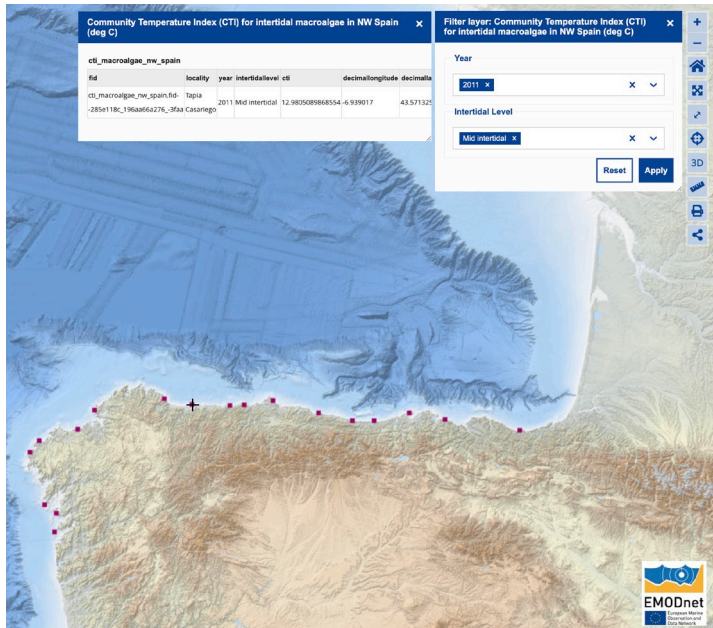 Community Temperature Index (CTI) for intertidal macroalgae in NW Spain
(deg C)
cti_macroalgae_nw_spain
fid locality year intertidallevel cti decimallongitude decimalla
cti_macroalgae_nw_spain.fid- Tapia
2011 Mid intertidal 12.9805089868554 -6.939017 43.571325
-285e118c_196aa66a276_-3faa Casariego
Filter layer: Community Temperature Index (CTI)
for intertidal macroalgae in NW Spain (deg C)
Year
2011 ×
Intertidal Level
Mid intertidal ×
Reset Apply
3D
EMODnet
European Marine
Observation and
Data Network